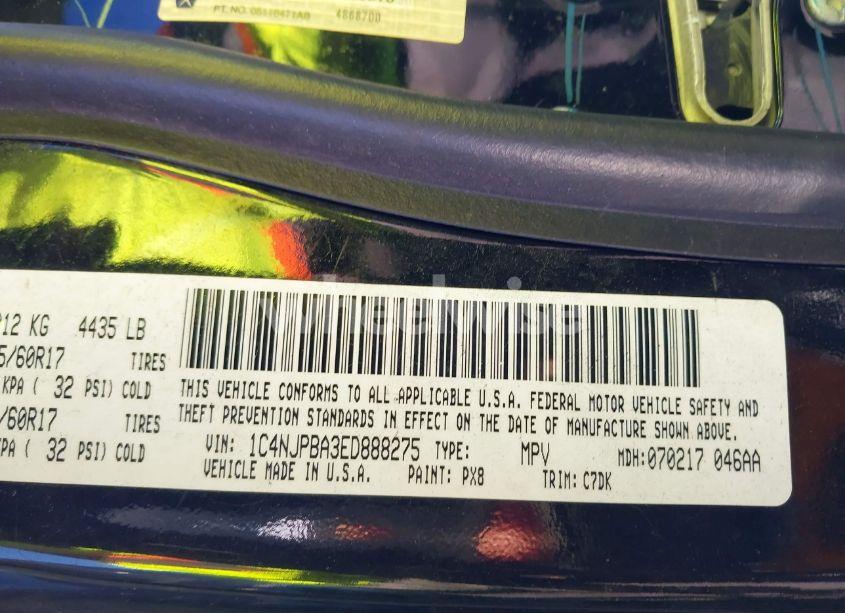 PT. NO. 05116471AB 4868700
WheelWise
12 KG 4435 LB
5/60R17 TIRES
KPA ( 32 PSI) COLD
/60R17 TIRES
KPA ( 32 PSI) COLD
THIS VEHICLE CONFORMS TO ALL APPLICABLE U.S.A. FEDERAL MOTOR VEHICLE SAFETY AND
THEFT PREVENTION STANDARDS IN EFFECT ON THE DATE OF MANUFACTURE SHOWN ABOVE.
VIN: 1C4NJPBA3ED888275 TYPE: MPV MDH: 070217 046AA
VEHICLE MADE IN U.S.A. PAINT: PX8 TRIM: C7DK